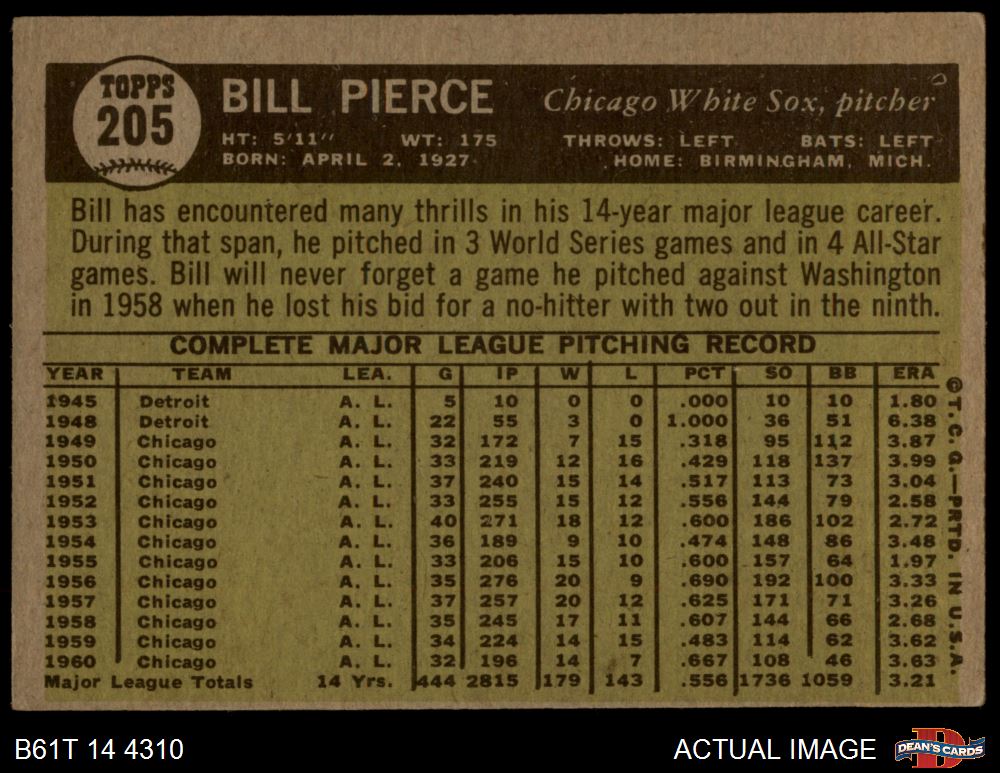 TOPPS
205
BILL PIERCE
Chicago White Sox, pitcher
HT: 5'11" WT: 175 THROWS: LEFT BATS: LEFT
BORN: APRIL 2, 1927 HOME: BIRMINGHAM, MICH.
Bill has encountered many thrills in his 14-year major league career.
During that span, he pitched in 3 World Series games and in 4 All-Star
games. Bill will never forget a game he pitched against Washington
in 1958 when he lost his bid for a no-hitter with two out in the ninth.
COMPLETE MAJOR LEAGUE PITCHING RECORD
YEAR TEAM LEA. G IP W L PCT SO BB ERA
1945 Detroit A. L. 5 10 0 0 .000 10 10 1.80
1948 Detroit A. L. 22 55 3 0 1.000 36 51 6.38
1949 Chicago A. L. 32 172 7 15 .318 95 112 3.87
1950 Chicago A. L. 33 219 12 16 .429 118 137 3.99
1951 Chicago A. L. 37 240 15 14 .517 113 73 3.04
1952 Chicago A. L. 33 255 15 12 .556 144 79 2.58
1953 Chicago A. L. 40 271 18 12 .600 186 102 2.72
1954 Chicago A. L. 36 189 9 10 .474 148 86 3.48
1955 Chicago A. L. 33 206 15 10 .600 157 64 1.97
1956 Chicago A. L. 35 276 20 9 .690 192 100 3.33
1957 Chicago A. L. 37 257 20 12 .625 171 71 3.26
1958 Chicago A. L. 35 245 17 11 .607 144 66 2.68
1959 Chicago A. L. 34 224 14 15 .483 114 62 3.62
1960 Chicago A. L. 32 196 14 7 .667 108 46 3.63
Major League Totals 14 Yrs. 444 2815 179 143 .556 1736 1059 3.21
© T. C. G.—PRTD. IN U.S.A.
B61T 14 4310
ACTUAL IMAGE
D
DEAN'S CARDS